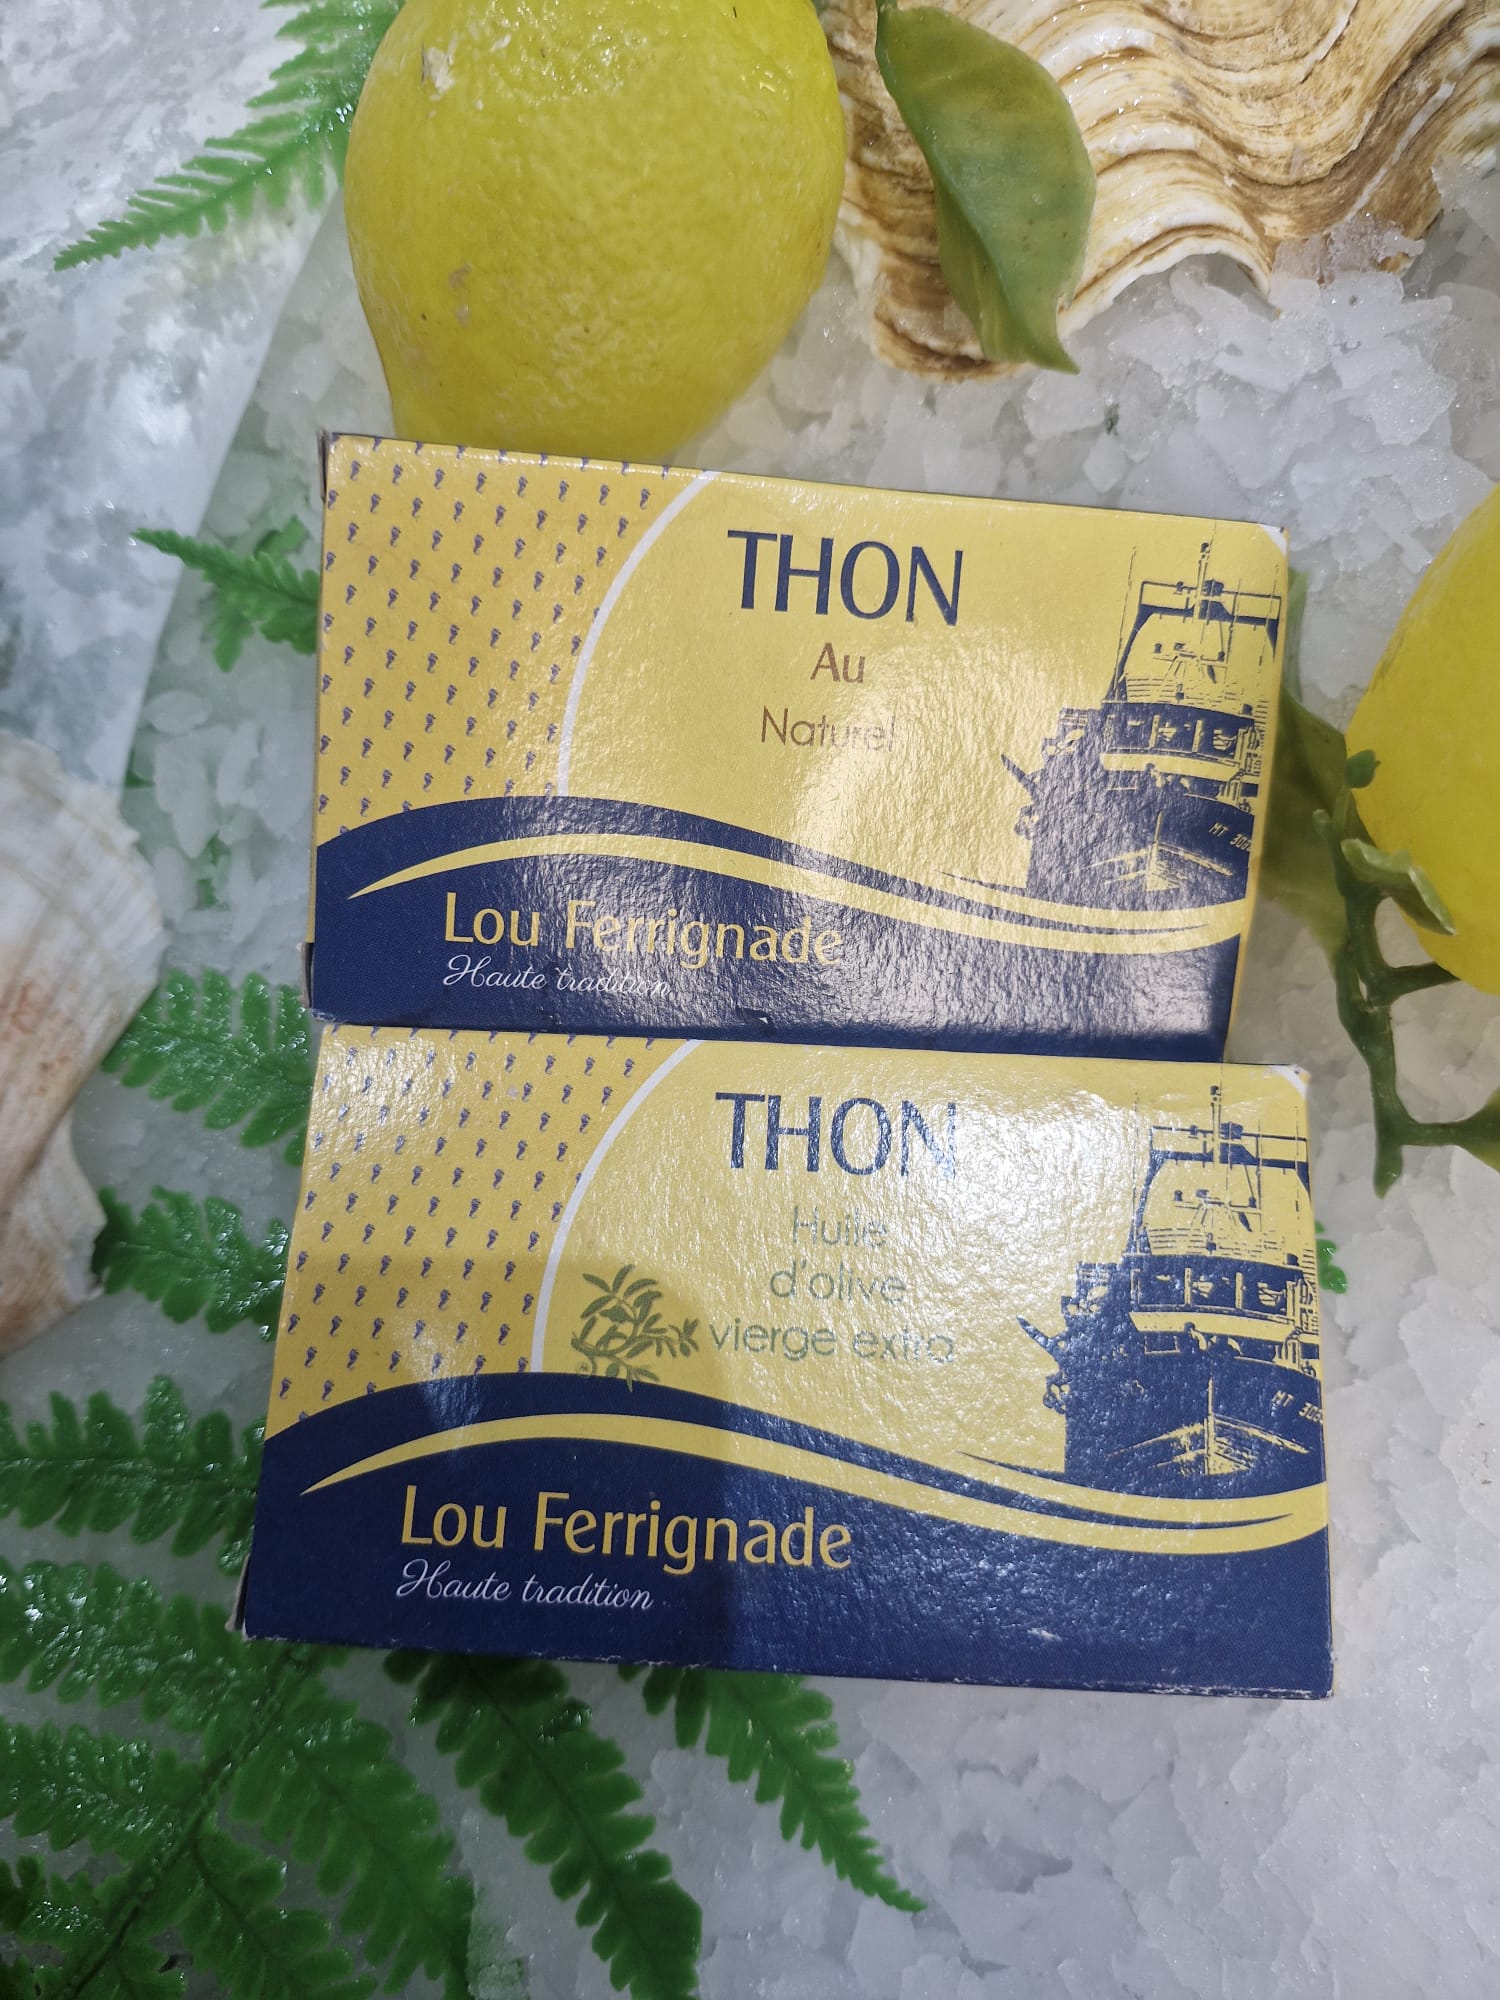 THON
Au
Naturel
Lou Ferrignade
Haute tradition
THON
Huile
d'olive
vierge extra
Lou Ferrignade
Haute tradition